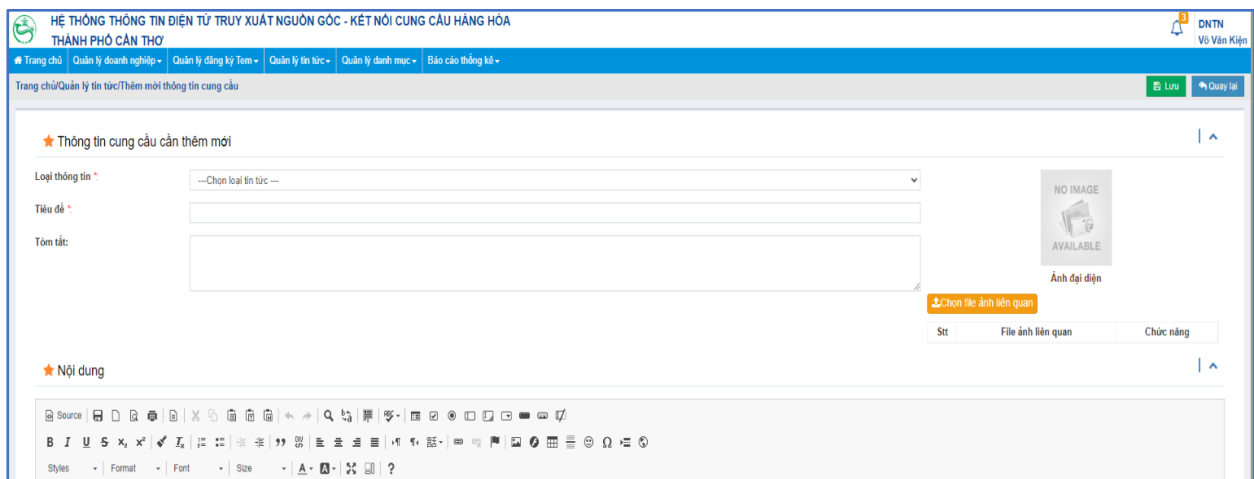 HỆ THỐNG THÔNG TIN ĐIỆN TỬ TRUY XUẤT NGUỒN GỐC - KẾT NỐI CUNG CẦU HÀNG HÓA
THÀNH PHỐ CẦN THƠ
3
DNTN
Võ Văn Kiện
Trang chủ Quản lý doanh nghiệp Quản lý đăng ký Tem Quản lý tin tức Quản lý danh mục Báo cáo thống kê
Trang chủ/Quản lý tin tức/Thêm mới thông tin cung cầu
Lưu Quay lại
Thông tin cung cầu cần thêm mới
Loại thông tin *:
---Chọn loại tin tức ---
Tiêu đề *:
Tóm tắt:
NO IMAGE
AVAILABLE
Ảnh đại diện
Chọn file ảnh liên quan
Stt File ảnh liên quan Chức năng
Nội dung
Source
B I U S x₂ x² Iₓ
Styles Format Font Size A A ?